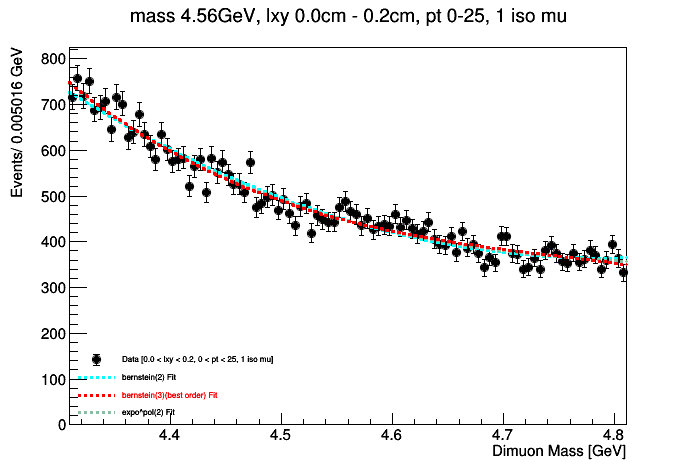 mass 4.56GeV, lxy 0.0cm - 0.2cm, pt 0-25, 1 iso mu
Events/ 0.005016 GeV
800
700
600
500
400
300
200
100
0
Data [0.0 < lxy < 0.2, 0 < pt < 25, 1 iso mu]
bernstein(2) Fit
bernstein(3)(best order) Fit
expo^pol(2) Fit
4.4 4.5 4.6 4.7 4.8
Dimuon Mass [GeV]